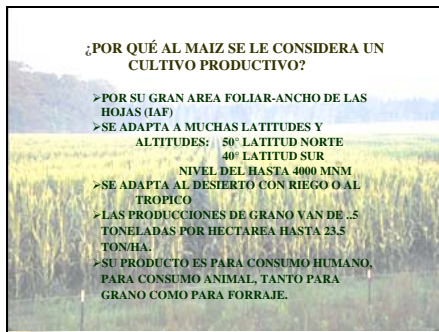 ¿POR QUÉ AL MAIZ SE LE CONSIDERA UN
CULTIVO PRODUCTIVO?
➢POR SU GRAN AREA FOLIAR-ANCHO DE LAS
HOJAS (IAF)
➢SE ADAPTA A MUCHAS LATITUDES Y
ALTITUDES: 50° LATITUD NORTE
40° LATITUD SUR
NIVEL DEL HASTA 4000 MNM
➢SE ADAPTA AL DESIERTO CON RIEGO O AL
TROPICO
➢LAS PRODUCCIONES DE GRANO VAN DE ..5
TONELADAS POR HECTAREA HASTA 23.5
TON/HA.
➢SU PRODUCTO ES PARA CONSUMO HUMANO,
PARA CONSUMO ANIMAL, TANTO PARA
GRANO COMO PARA FORRAJE.